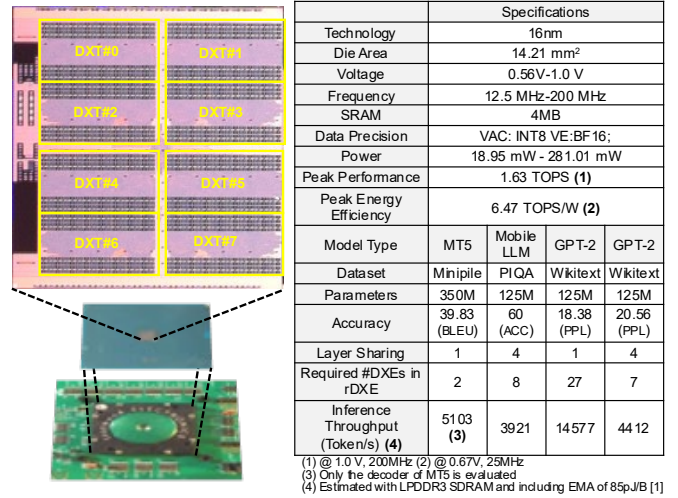 DXT#0 DXT#1
DXT#2 DXT#3
DXT#4 DXT#5
DXT#6 DXT#7
Specifications
Technology 16nm
Die Area 14.21 mm²
Voltage 0.56V-1.0 V
Frequency 12.5 MHz-200 MHz
SRAM 4MB
Data Precision VAC: INT8 VE:BF16;
Power 18.95 mW - 281.01 mW
Peak Performance 1.63 TOPS (1)
Peak Energy
Efficiency
6.47 TOPS/W (2)
Model Type MT5 Mobile LLM GPT-2 GPT-2
Dataset Minipile PIQA Wikitext Wikitext
Parameters 350M 125M 125M 125M
Accuracy 39.83 (BLEU) 60 (ACC) 18.38 (PPL) 20.56 (PPL)
Layer Sharing 1 4 1 4
Required #DXEs in
rDXE
2 8 27 7
Inference
Throughput
(Token/s) (4)
5103 (3) 3921 14577 4412
(1) @ 1.0 V, 200MHz (2) @ 0.67V, 25MHz
(3) Only the decoder of MT5 is evaluated
(4) Estimated with LPDDR3 SDRAM and including EMA of 85pJ/B [1]